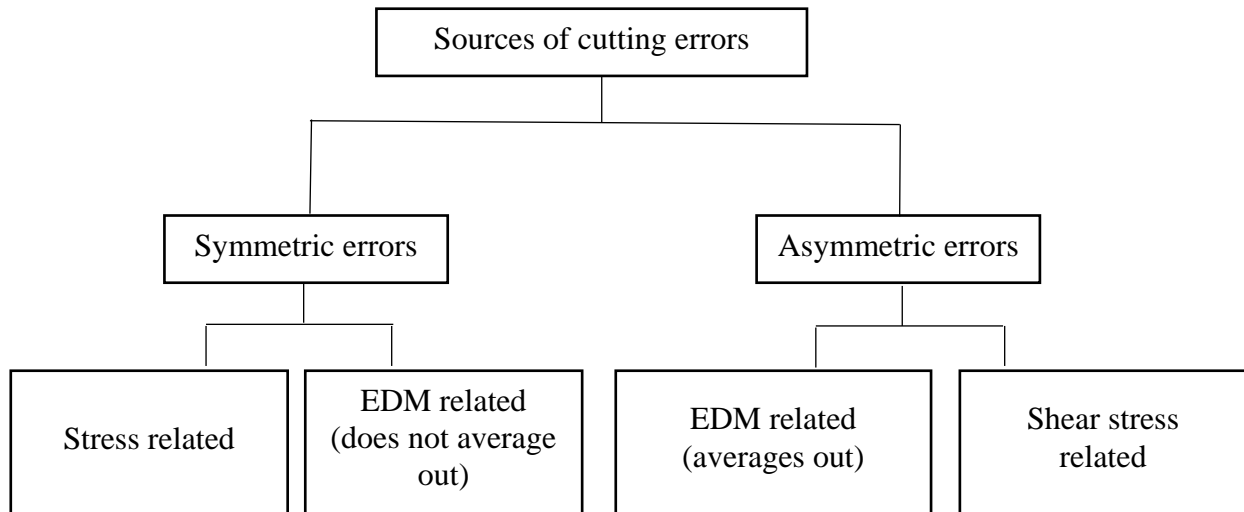 Sources of cutting errors
Symmetric errors
Asymmetric errors
Stress related
EDM related
(does not average
out)
EDM related
(averages out)
Shear stress
related